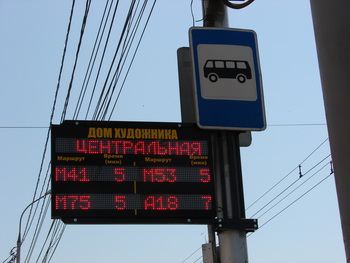 ДОМ ХУДОЖНИКА
ЦЕНТРАЛЬНАЯ
Маршрут Время (мин) Маршрут Время (мин)
М41 5 М53 5
М75 5 А18 7